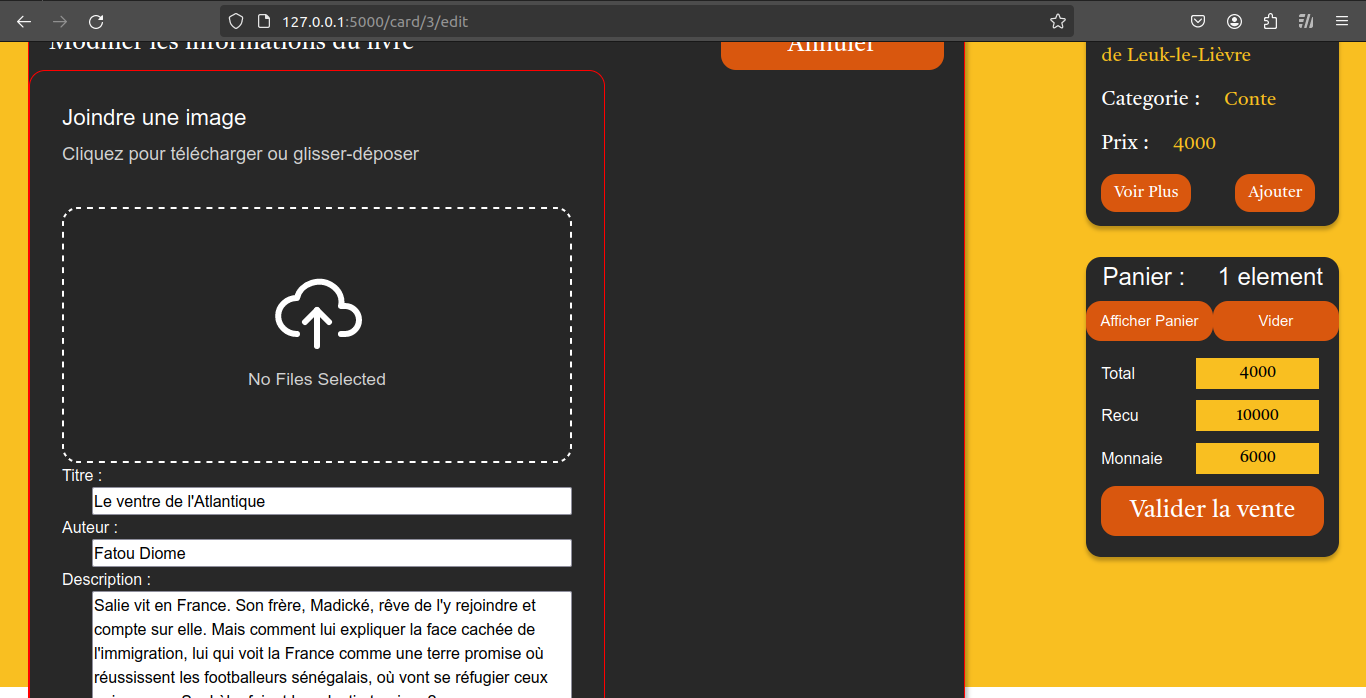 127.0.0.1:5000/card/3/edit
Modifier les informations du livre
Annuler
Joindre une image
Cliquez pour télécharger ou glisser-déposer
No Files Selected
Titre :
Le ventre de l'Atlantique
Auteur :
Fatou Diome
Description :
Salie vit en France. Son frère, Madické, rêve de l'y rejoindre et
compte sur elle. Mais comment lui expliquer la face cachée de
l'immigration, lui qui voit la France comme une terre promise où
réussissent les footballeurs sénégalais, où vont se réfugier ceux
de Leuk-le-Lièvre
Categorie : Conte
Prix : 4000
Voir Plus Ajouter
Panier : 1 element
Afficher Panier Vider
Total 4000
Recu 10000
Monnaie 6000
Valider la vente